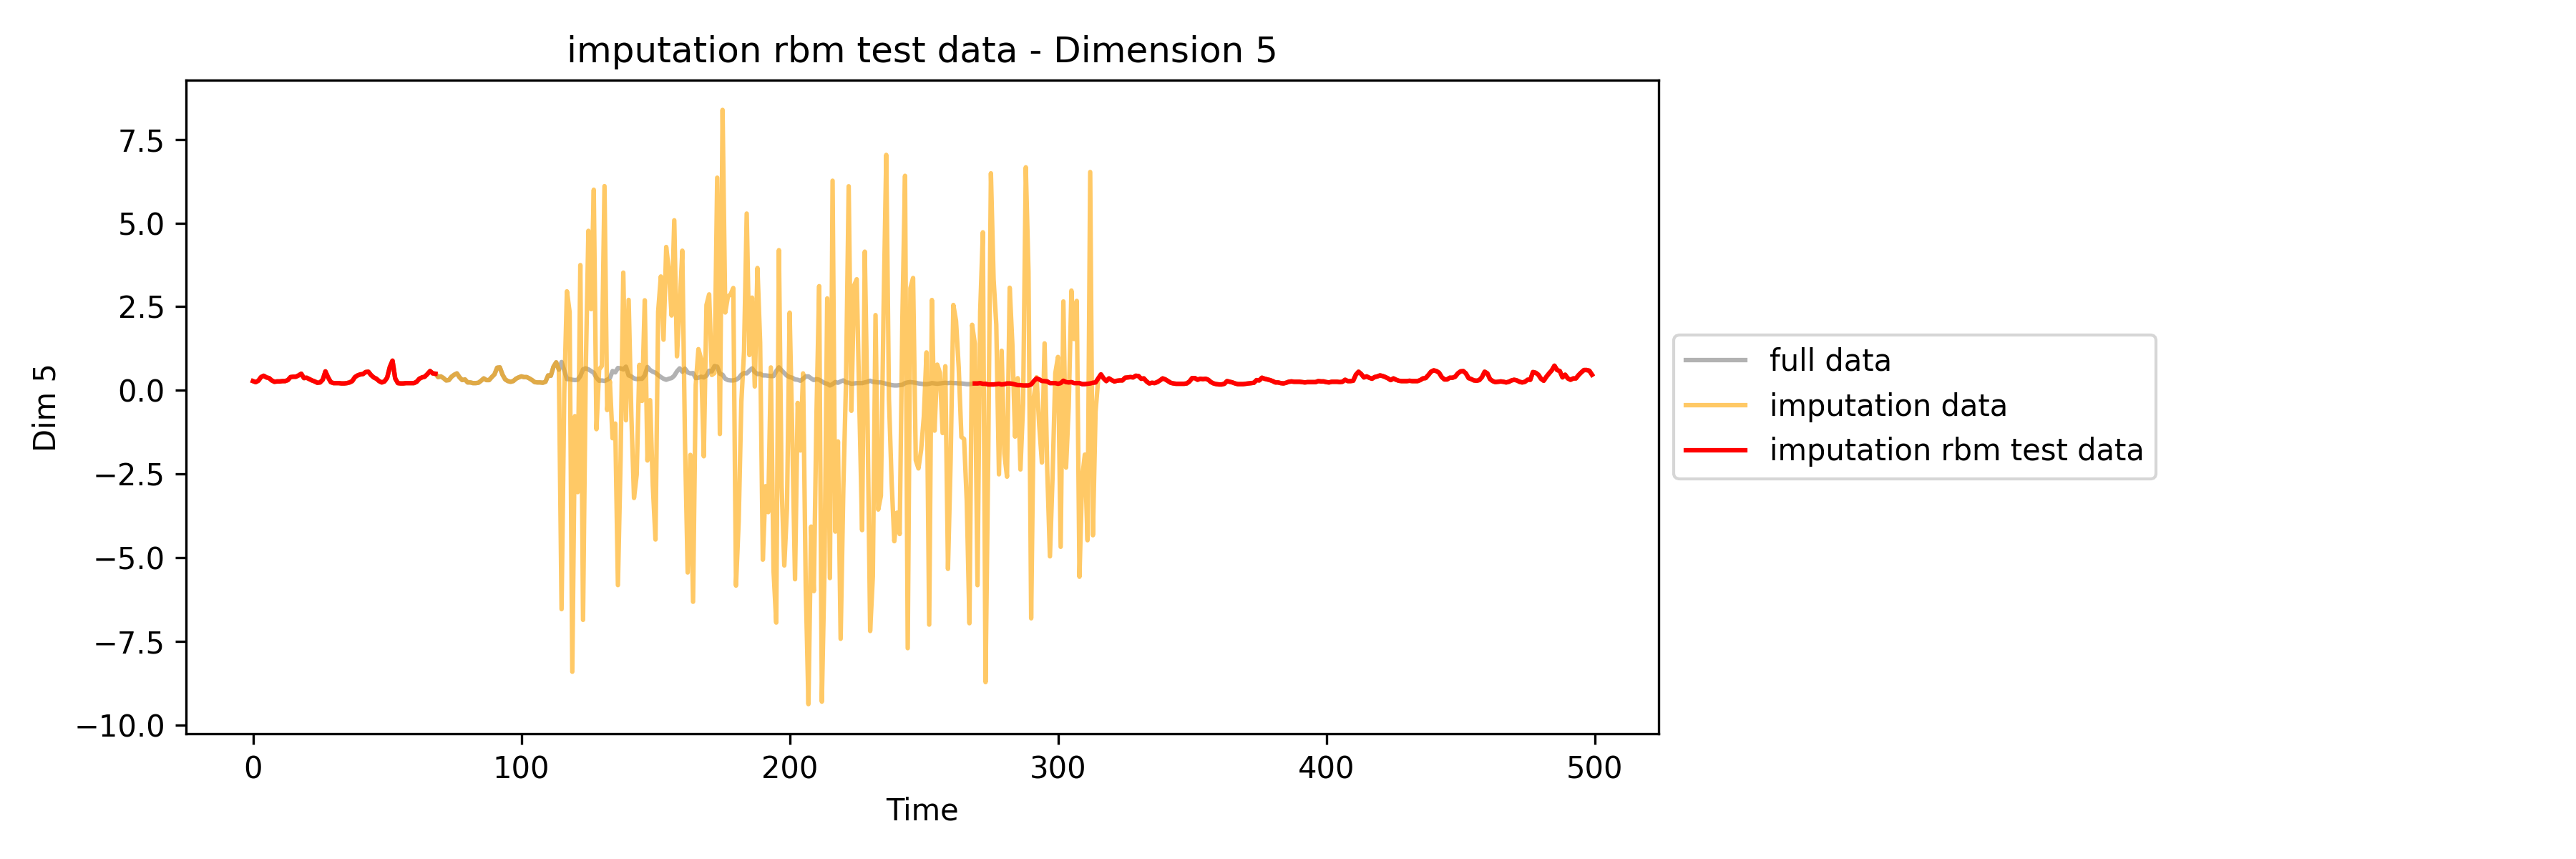 imputation rbm test data - Dimension 5
7.5
5.0
2.5
0.0
−2.5
−5.0
−7.5
−10.0
Dim 5
0 100 200 300 400 500
Time
full data
imputation data
imputation rbm test data